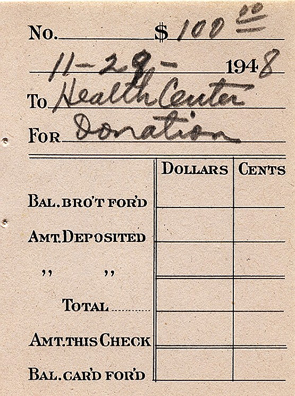 No. $ 100 00
11-29- 1948
To Health Center
For Donation
Dollars Cents
Bal. bro't for'd
Amt. Deposited
,, ,,
Total
Amt. this Check
Bal. car'd for'd